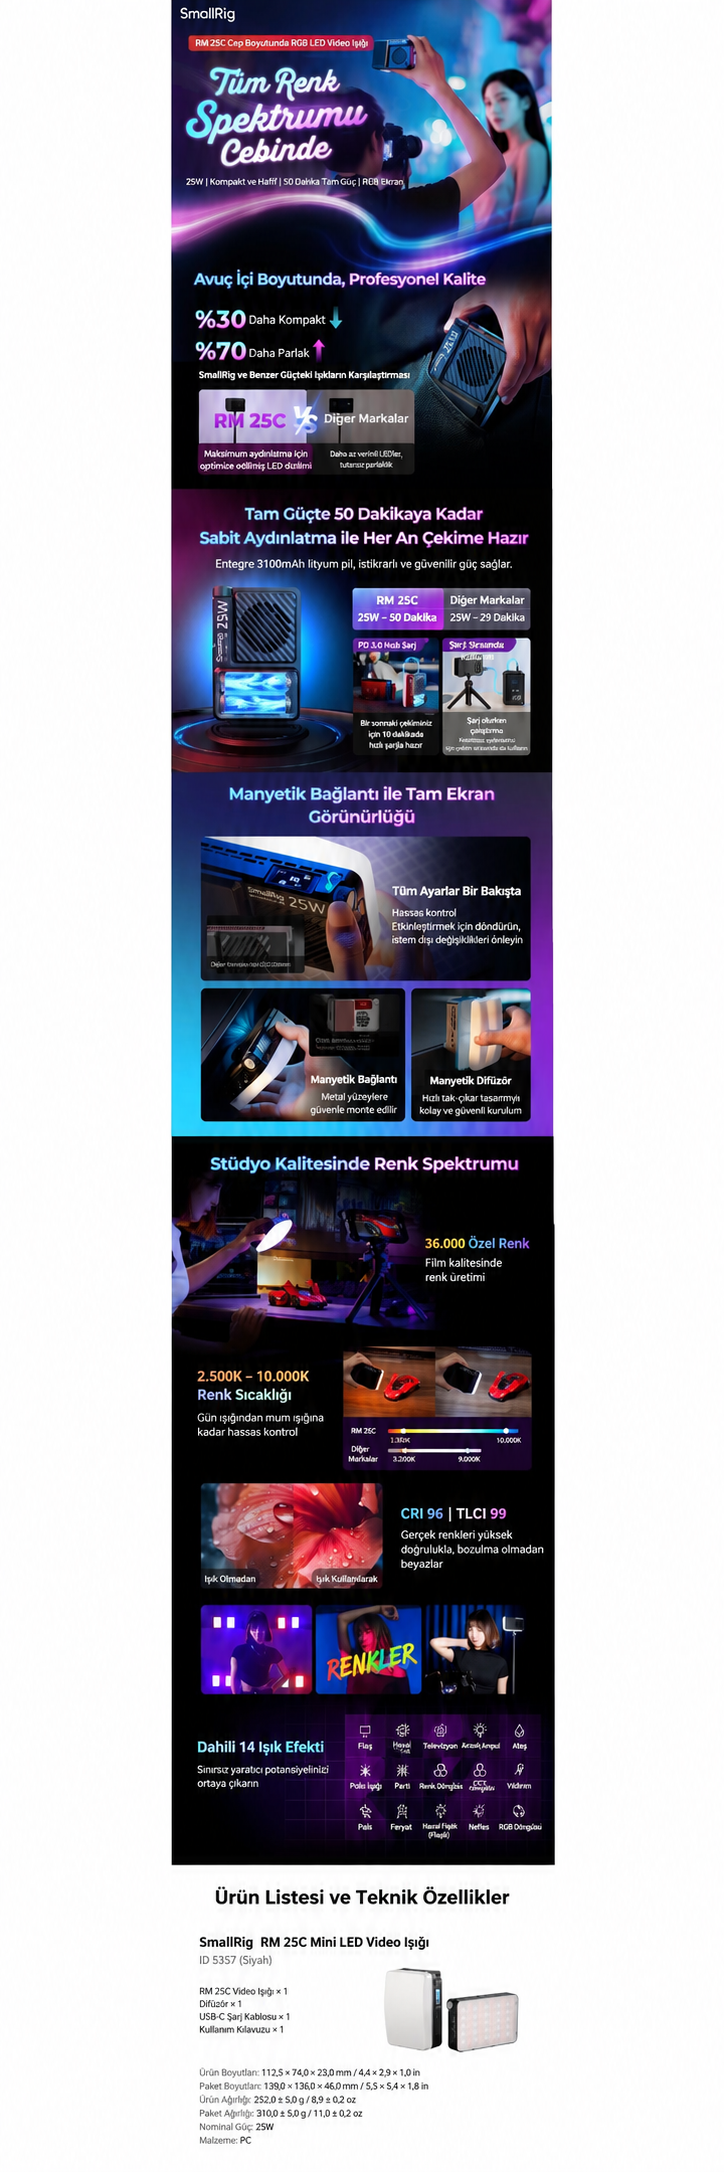 SmallRig
RM 25C Cep Boyutunda RGB LED Video Işığı
Tüm Renk
Spektrumu
Cebinde
25W | Kompakt ve Hafif | 50 Dakika Tam Güç | RGB Ekran
Avuç İçi Boyutunda, Profesyonel Kalite
%30 Daha Kompakt
%70 Daha Parlak
SmallRig ve Benzer Güçteki Işıkların Karşılaştırması
RM 25C
VS
Diğer Markalar
Maksimum aydınlatma için
optimize edilmiş LED dizilimi
Daha az verimli LEDler,
tutarsız parlaklık
Tam Güçte 50 Dakikaya Kadar
Sabit Aydınlatma ile Her An Çekime Hazır
Entegre 3100mAh lityum pil, istikrarlı ve güvenilir güç sağlar.
RM 25C
25W – 50 Dakika
Diğer Markalar
25W – 29 Dakika
PD 3.0 Hızlı Şarj
Şarj
Bir sonraki çekiminiz
için 10 dakikada
hızlı şarjla hazır
Şarj olurken
çalıştırma
Manyetik Bağlantı ile Tam Ekran
Görünürlüğü
SmallRig 25W
Tüm Ayarlar Bir Bakışta
Hassas kontrol
Etkinleştirmek için döndürün,
istem dışı değişiklikleri önleyin
Manyetik Bağlantı
Metal yüzeylere
güvenle monte edilir
Manyetik Difüzör
Hızlı tak-çıkar tasarımıyla
kolay ve güvenli kurulum
Stüdyo Kalitesinde Renk Spektrumu
36.000 Özel Renk
Film kalitesinde
renk üretimi
2.500K – 10.000K
Renk Sıcaklığı
Gün ışığından mum ışığına
kadar hassas kontrol
RM 25C
10.000K
Diğer
Markalar
3.200K
9.000K
CRI 96 | TLCI 99
Gerçek renkleri yüksek
doğrulukla, bozulma olmadan
beyazlar
Işık Olmadan
Işık Kullanılarak
RENKLER
Dahili 14 Işık Efekti
Sınırsız yaratıcı potansiyelinizi
ortaya çıkarın
Flaş
Televizyon
Arızalı Ampul
Ateş
Polis Işığı
Parti
Renk Döngüsü
CCT
Yıldırım
Pals
Feryat
Havai Fişek
(Flaşlı)
Nefes
RGB Döngüsü
Ürün Listesi ve Teknik Özellikler
SmallRig RM 25C Mini LED Video Işığı
ID 5357 (Siyah)
RM 25C Video Işığı × 1
Difüzör × 1
USB-C Şarj Kablosu × 1
Kullanım Kılavuzu × 1
Ürün Boyutları: 112,5 × 74,0 × 23,0 mm / 4,4 × 2,9 × 1,0 in
Paket Boyutları: 139,0 × 136,0 × 46,0 mm / 5,5 × 5,4 × 1,8 in
Ürün Ağırlığı: 252,0 ± 5,0 g / 8,9 ± 0,2 oz
Paket Ağırlığı: 310,0 ± 5,0 g / 11,0 ± 0,2 oz
Nominal Güç: 25W
Malzeme: PC